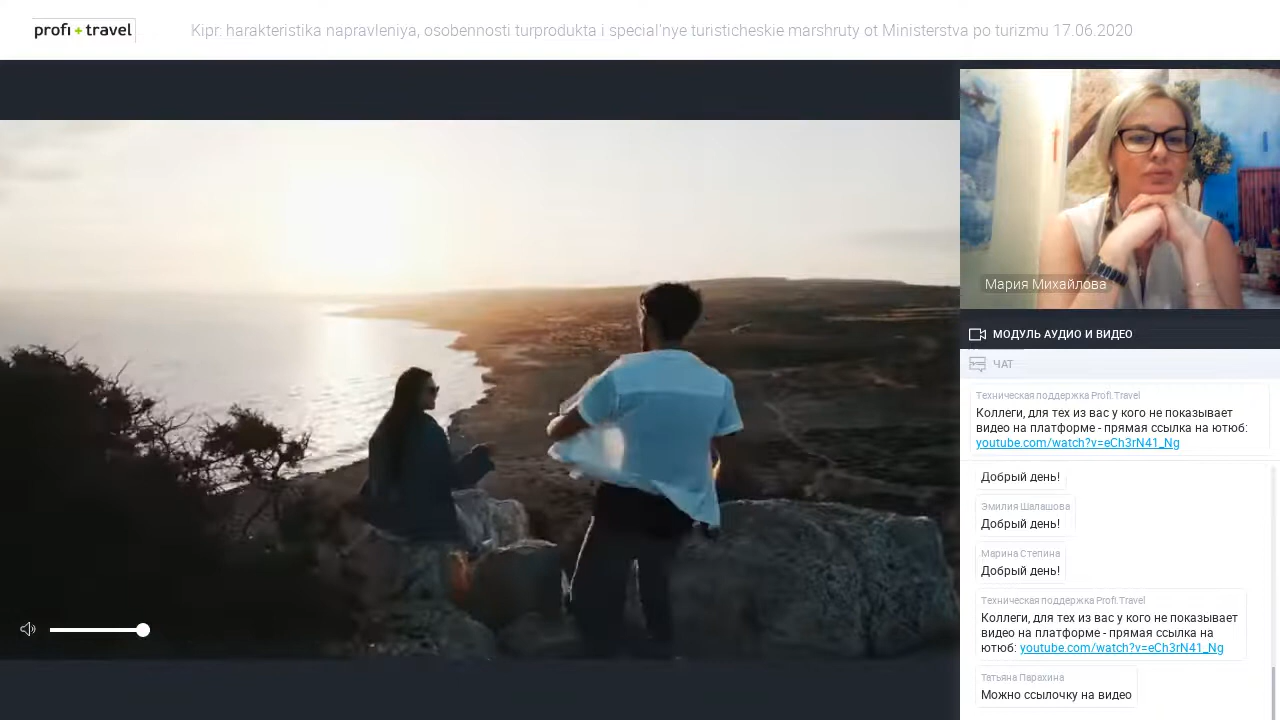 profi + travel
Kipr: harakteristika napravleniya, osobennosti turprodukta i special'nye turisticheskie marshruty ot Ministerstva po turizmu 17.06.2020
Мария Михайлова
МОДУЛЬ АУДИО И ВИДЕО
ЧАТ
Техническая поддержка Profi.Travel
Коллеги, для тех из вас у кого не показывает
видео на платформе - прямая ссылка на ютюб:
youtube.com/watch?v=eCh3rN41_Ng
Добрый день!
Эмилия Шалашова
Добрый день!
Марина Степина
Добрый день!
Техническая поддержка Profi.Travel
Коллеги, для тех из вас у кого не показывает
видео на платформе - прямая ссылка на
ютюб: youtube.com/watch?v=eCh3rN41_Ng
Татьяна Парахина
Можно ссылочку на видео